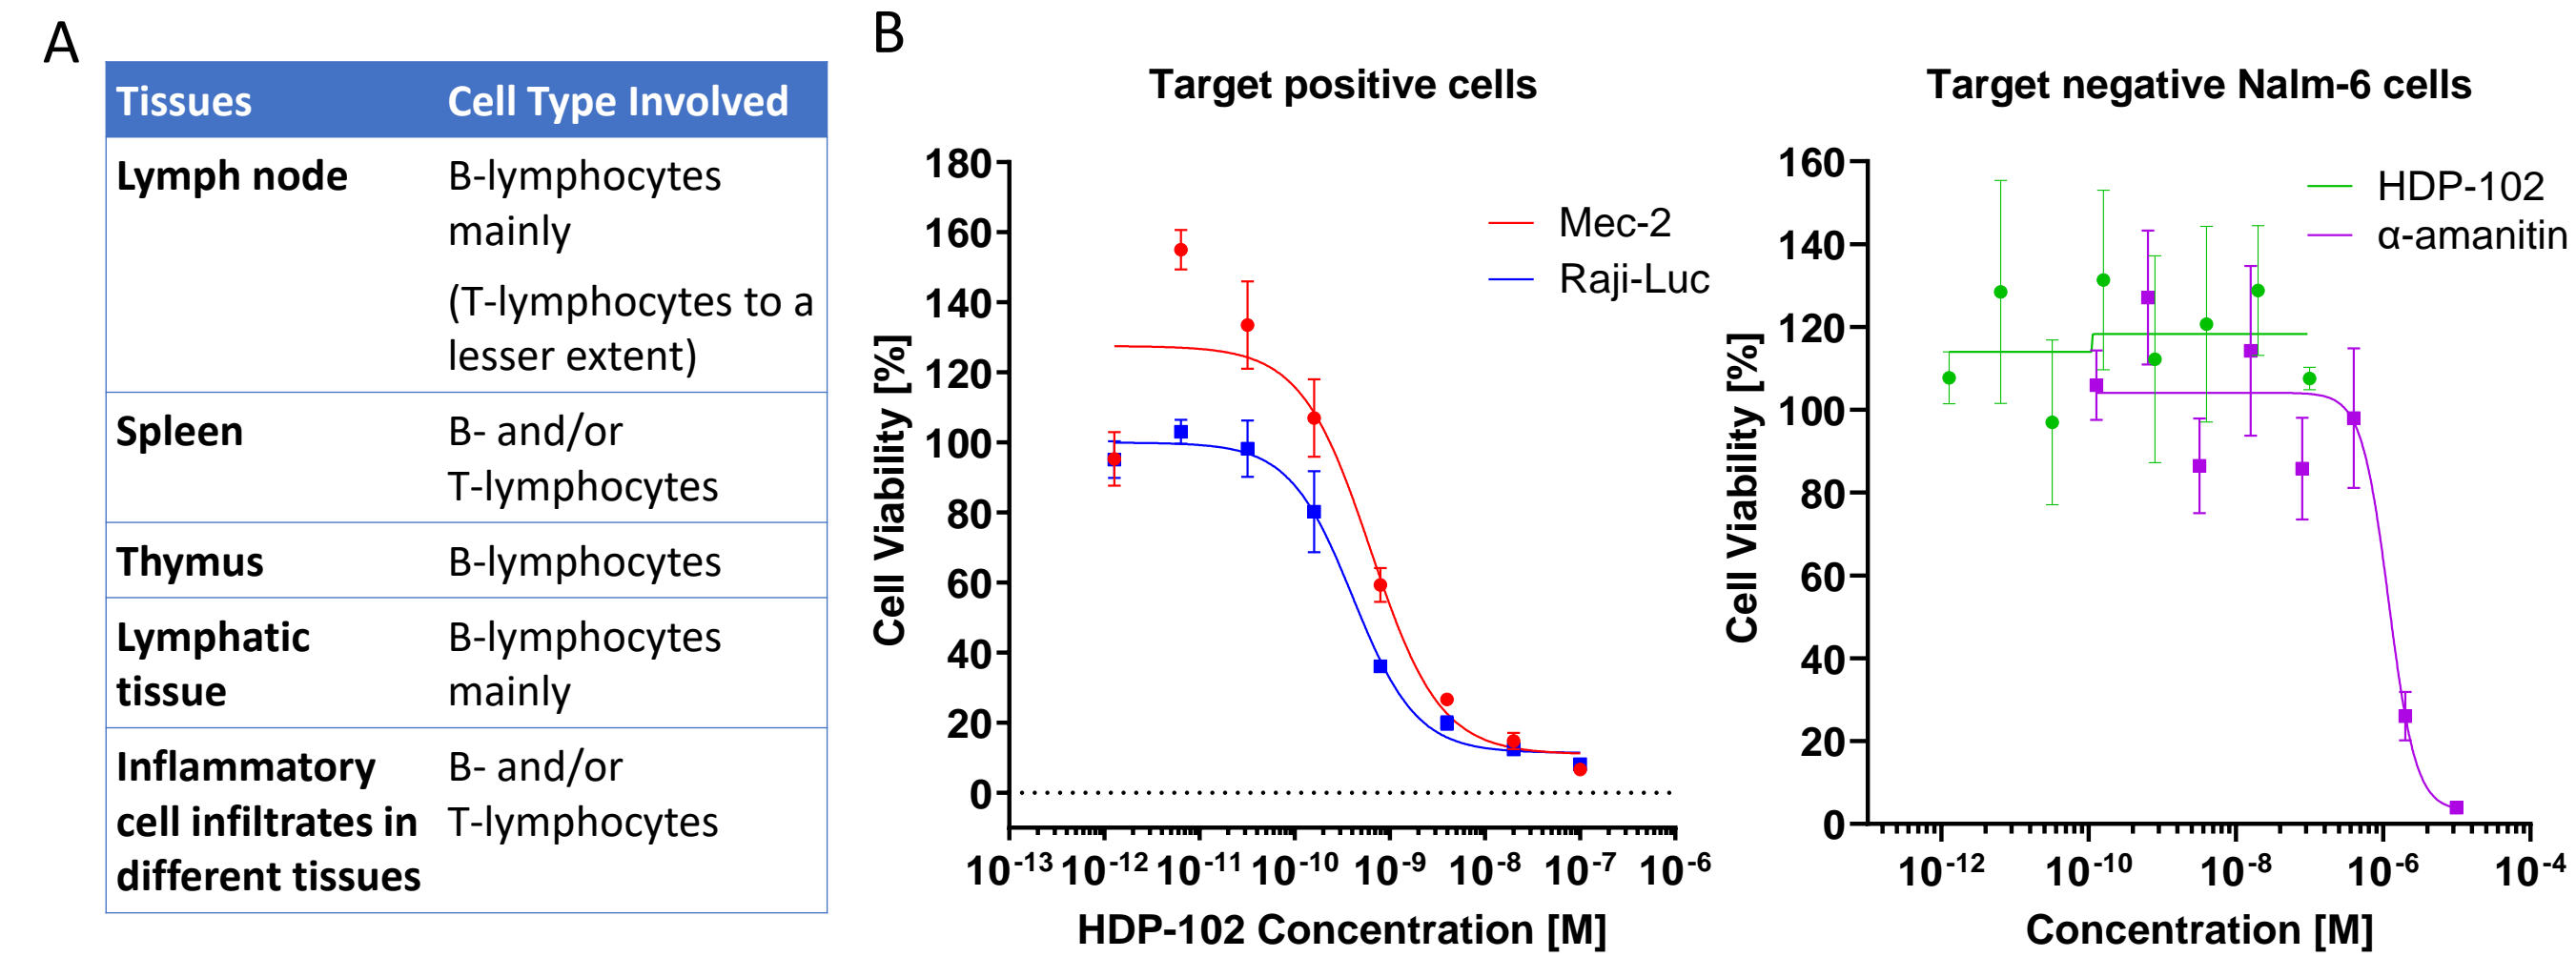 A
Tissues Cell Type Involved
Lymph node B-lymphocytes
mainly
(T-lymphocytes to a
lesser extent)
Spleen B- and/or
T-lymphocytes
Thymus B-lymphocytes
Lymphatic B-lymphocytes
tissue mainly
Inflammatory B- and/or
cell infiltrates in T-lymphocytes
different tissues
B
Target positive cells
Cell Viability [%]
180
160
140
120
100
80
60
40
20
0
Mec-2
Raji-Luc
10-13 10-12 10-11 10-10 10-9 10-8 10-7 10-6
HDP-102 Concentration [M]
Target negative Nalm-6 cells
Cell Viability [%]
160
140
120
100
80
60
40
20
0
HDP-102
α-amanitin
10-12 10-10 10-8 10-6 10-4
Concentration [M]